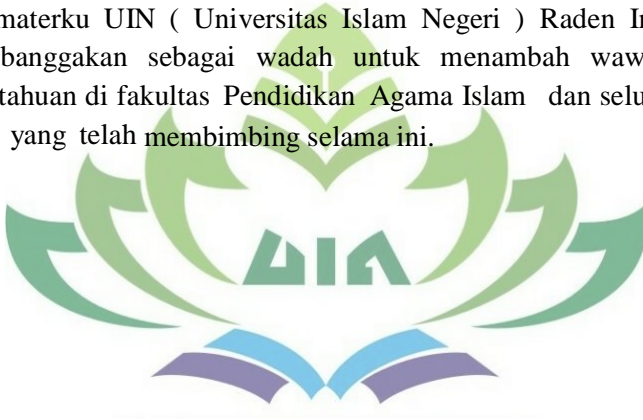 materku UIN ( Universitas Islam Negeri ) Raden In
banggakan sebagai wadah untuk menambah waw
tahuan di fakultas Pendidikan Agama Islam dan selu
yang telah membimbing selama ini.
UIN